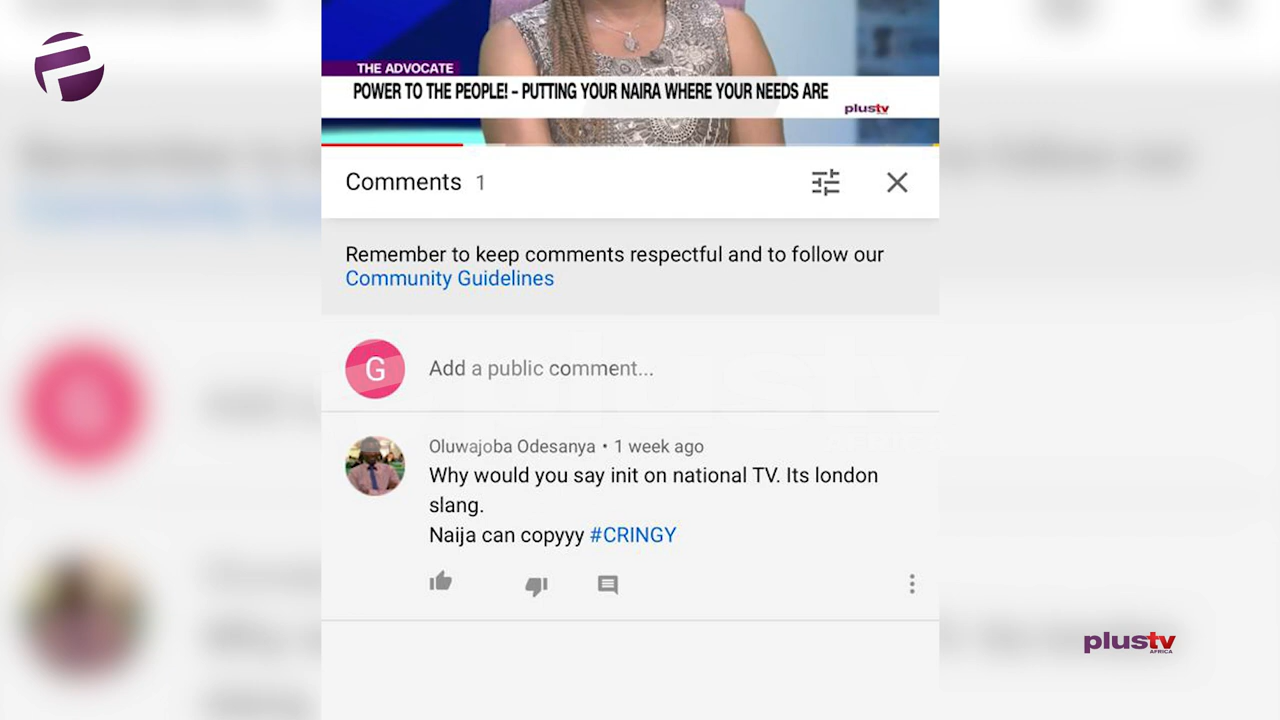 THE ADVOCATE
POWER TO THE PEOPLE! – PUTTING YOUR NAIRA WHERE YOUR NEEDS ARE
plustv
Comments 1
Remember to keep comments respectful and to follow our
Community Guidelines
G
Add a public comment...
Oluwajoba Odesanya • 1 week ago
Why would you say init on national TV. Its london
slang.
Naija can copyyy #CRINGY
plustv
AFRICA